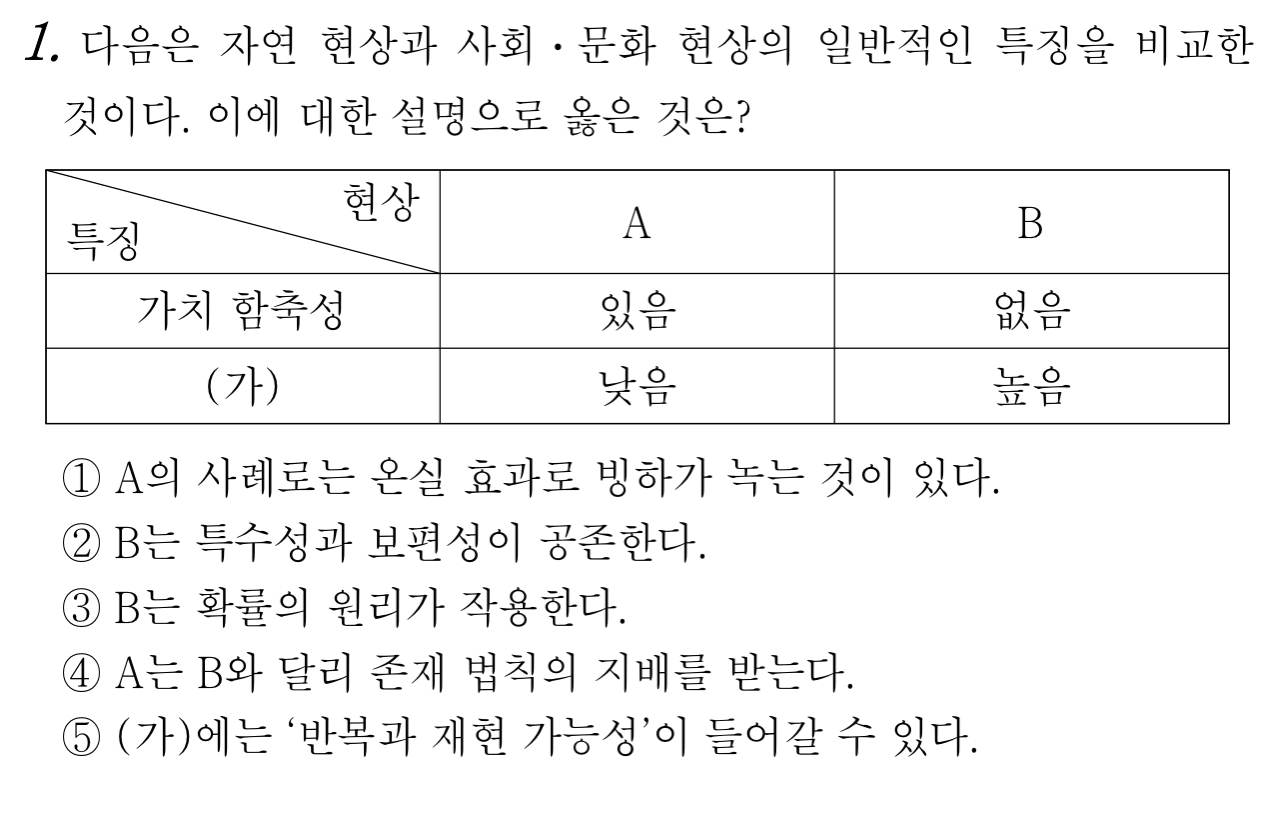 1. 다음은 자연 현상과 사회·문화 현상의 일반적인 특징을 비교한
것이다. 이에 대한 설명으로 옳은 것은?
현상
특징
A
B
가치 함축성
있음
없음
(가)
낮음
높음
① A의 사례로는 온실 효과로 빙하가 녹는 것이 있다.
② B는 특수성과 보편성이 공존한다.
③ B는 확률의 원리가 작용한다.
④ A는 B와 달리 존재 법칙의 지배를 받는다.
⑤ (가)에는 ‘반복과 재현 가능성’이 들어갈 수 있다.